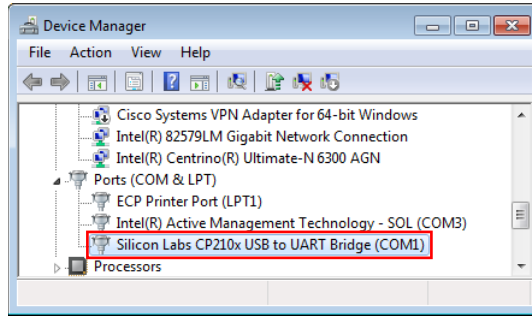 Device Manager
File Action View Help
Cisco Systems VPN Adapter for 64-bit Windows
Intel(R) 82579LM Gigabit Network Connection
Intel(R) Centrino(R) Ultimate-N 6300 AGN
Ports (COM & LPT)
ECP Printer Port (LPT1)
Intel(R) Active Management Technology - SOL (COM3)
Silicon Labs CP210x USB to UART Bridge (COM1)
Processors